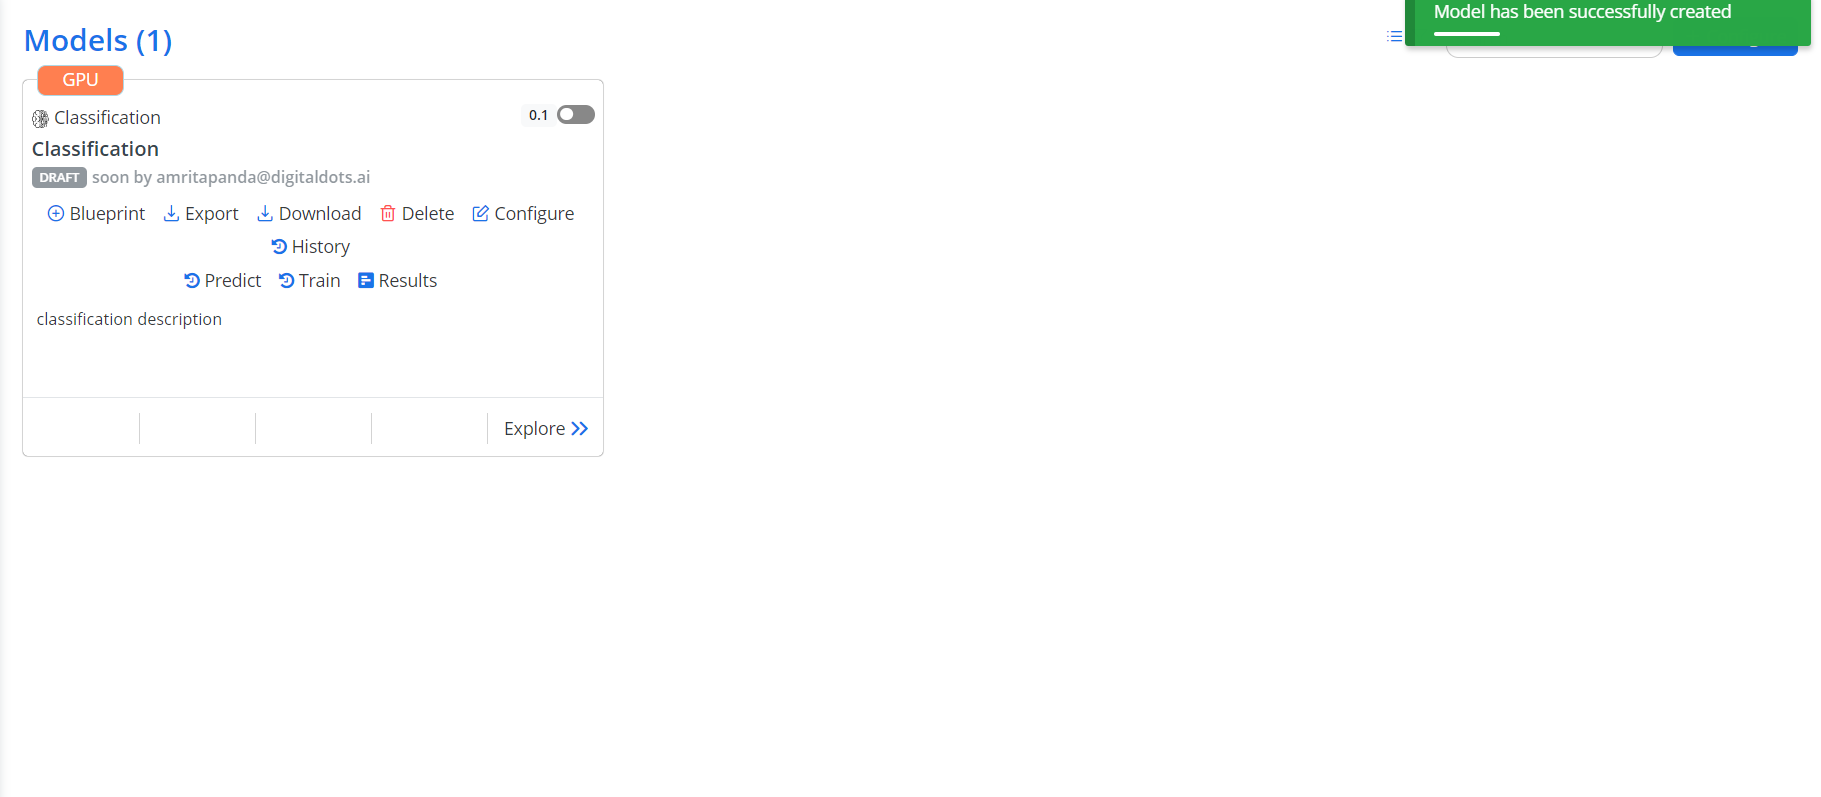 Model has been successfully created
Models (1)
GPU
Classification
0.1
Classification
DRAFT soon by amritapanda@digitaldots.ai
Blueprint Export Download Delete Configure
History
Predict Train Results
classification description
Explore